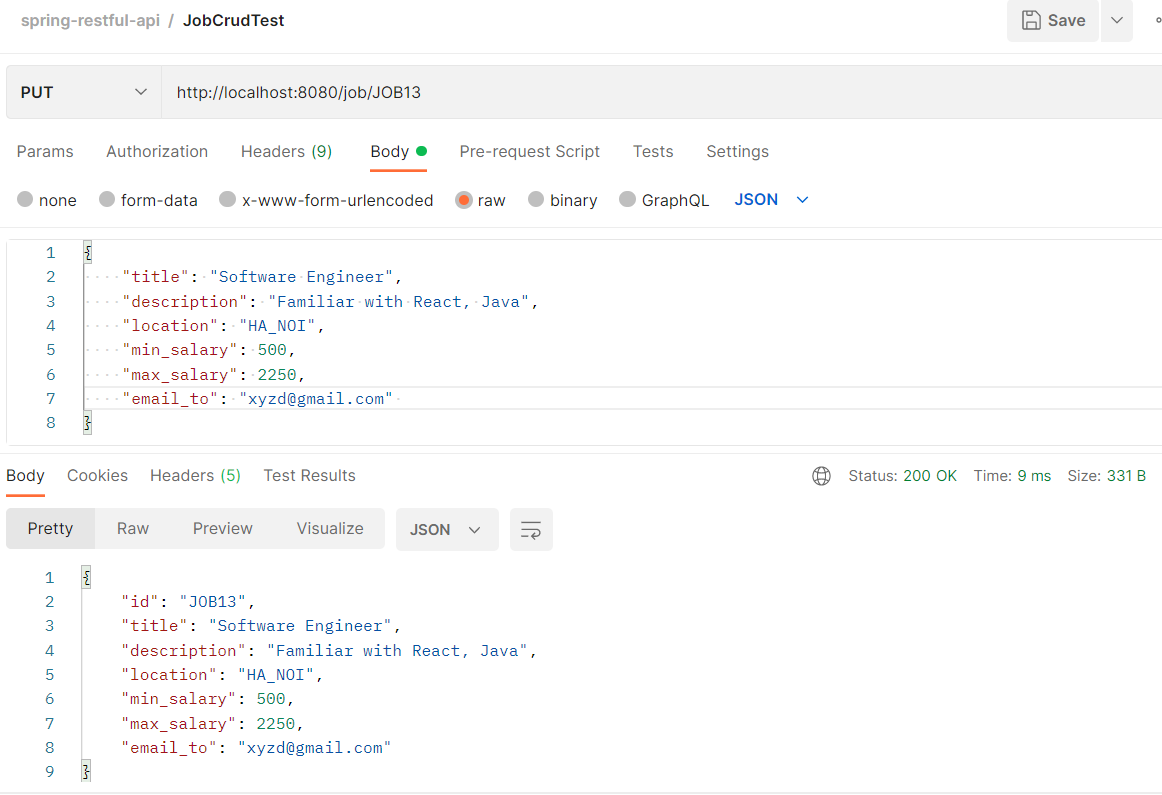 spring-restful-api / JobCrudTest Save
PUT http://localhost:8080/job/JOB13
Params Authorization Headers (9) Body Pre-request Script Tests Settings
none form-data x-www-form-urlencoded raw binary GraphQL JSON
1 {
2 "title": "Software Engineer",
3 "description": "Familiar with React, Java",
4 "location": "HA_NOI",
5 "min_salary": 500,
6 "max_salary": 2250,
7 "email_to": "xyzd@gmail.com"
8 }
Body Cookies Headers (5) Test Results Status: 200 OK Time: 9 ms Size: 331 B
Pretty Raw Preview Visualize JSON
1 {
2 "id": "JOB13",
3 "title": "Software Engineer",
4 "description": "Familiar with React, Java",
5 "location": "HA_NOI",
6 "min_salary": 500,
7 "max_salary": 2250,
8 "email_to": "xyzd@gmail.com"
9 }